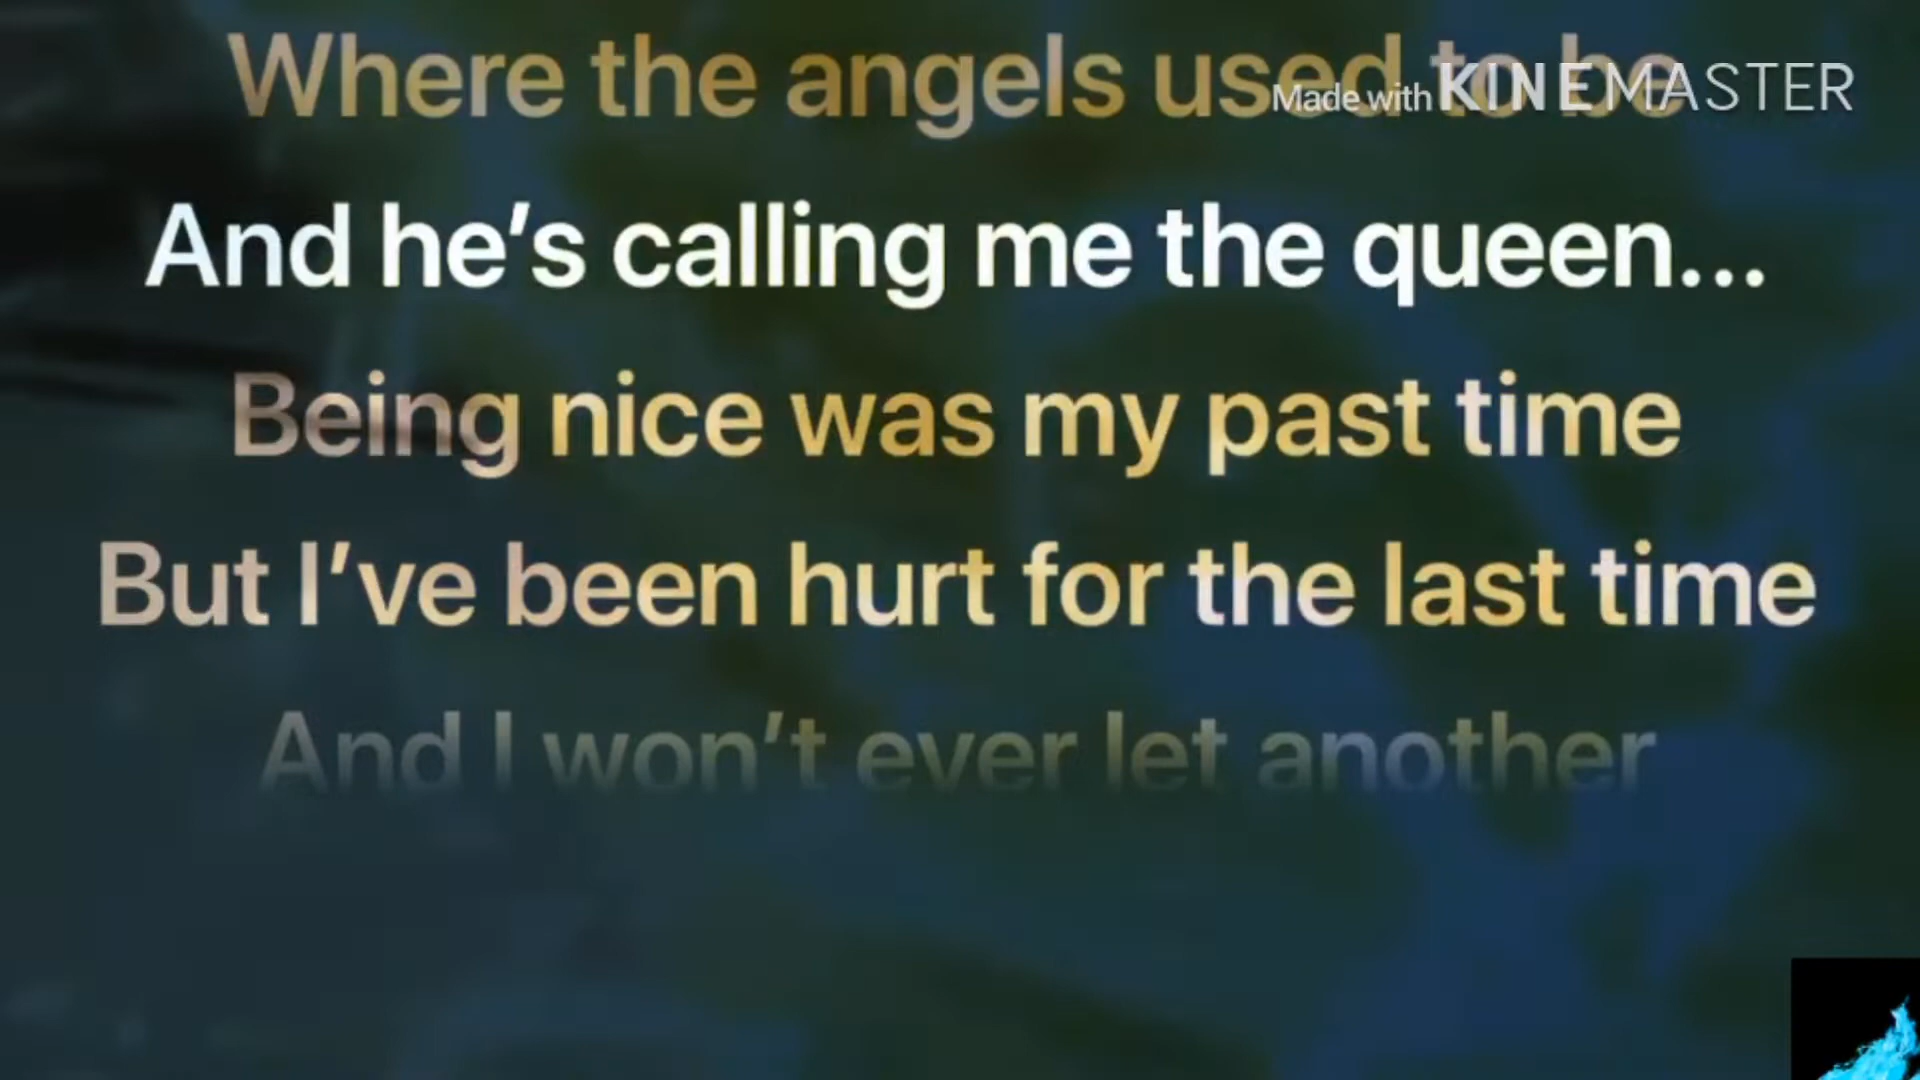 Where the angels used to be
Made with KINEMASTER
And he's calling me the queen...
Being nice was my past time
But I've been hurt for the last time
And I won't ever let another